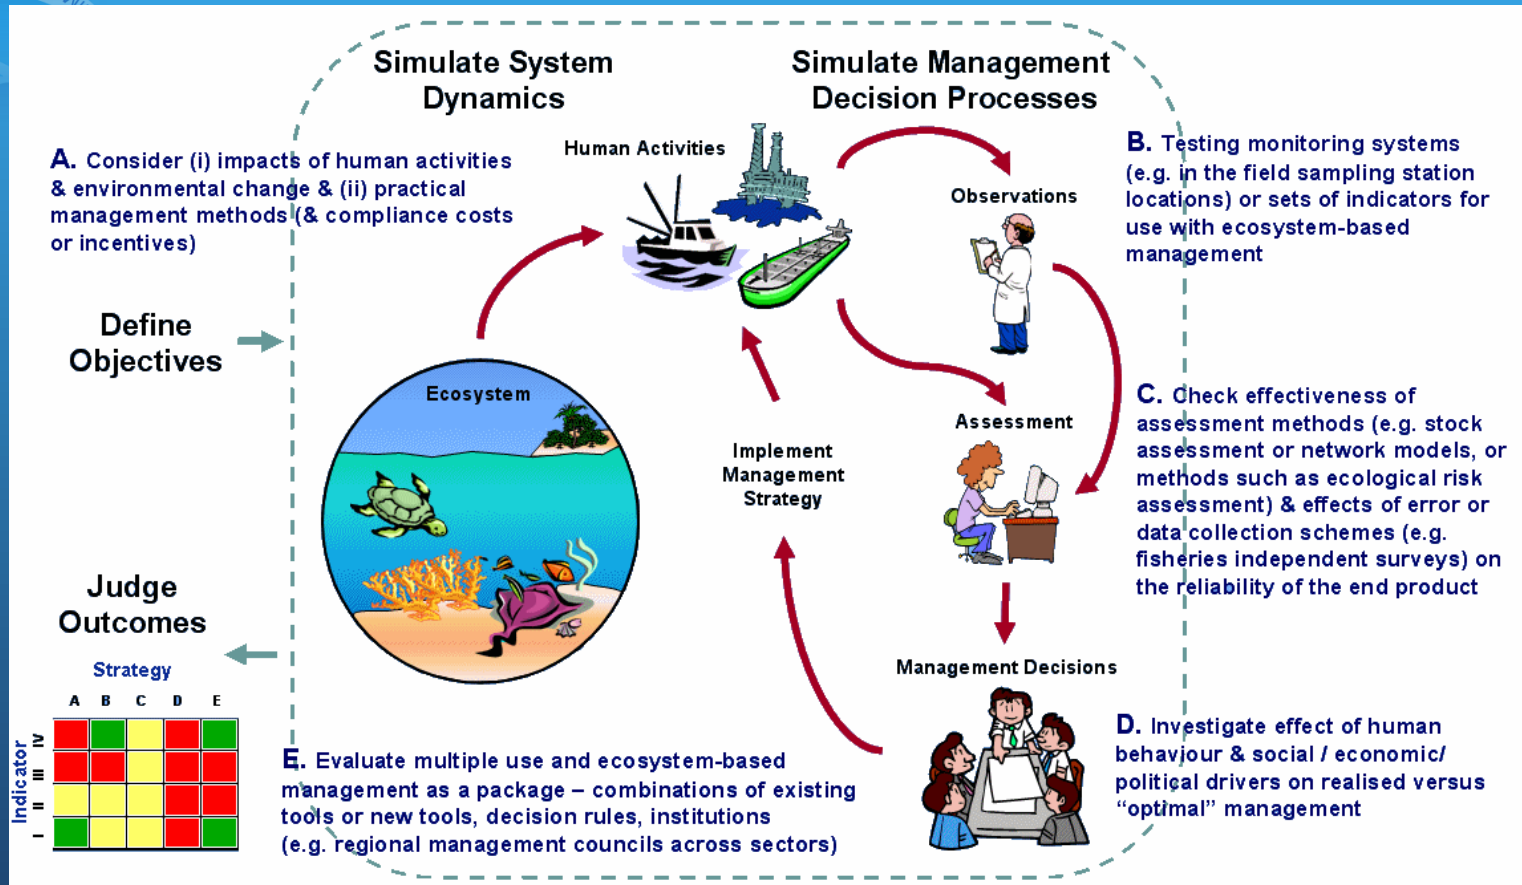 Simulate System
Dynamics
Simulate Management
Decision Processes
A. Consider (i) impacts of human activities
& environmental change & (ii) practical
management methods (& compliance costs
or incentives)
Human Activities
Observations
B. Testing monitoring systems
(e.g. in the field sampling station
locations) or sets of indicators for
use with ecosystem-based
management
Define
Objectives
Ecosystem
Implement
Management
Strategy
Assessment
C. Check effectiveness of
assessment methods (e.g. stock
assessment or network models, or
methods such as ecological risk
assessment) & effects of error or
data collection schemes (e.g.
fisheries independent surveys) on
the reliability of the end product
Judge
Outcomes
Strategy
A B C D E
Indicator
IV
III
II
I
Management Decisions
D. Investigate effect of human
behaviour & social / economic/
political drivers on realised versus
“optimal” management
E. Evaluate multiple use and ecosystem-based
management as a package – combinations of existing
tools or new tools, decision rules, institutions
(e.g. regional management councils across sectors)